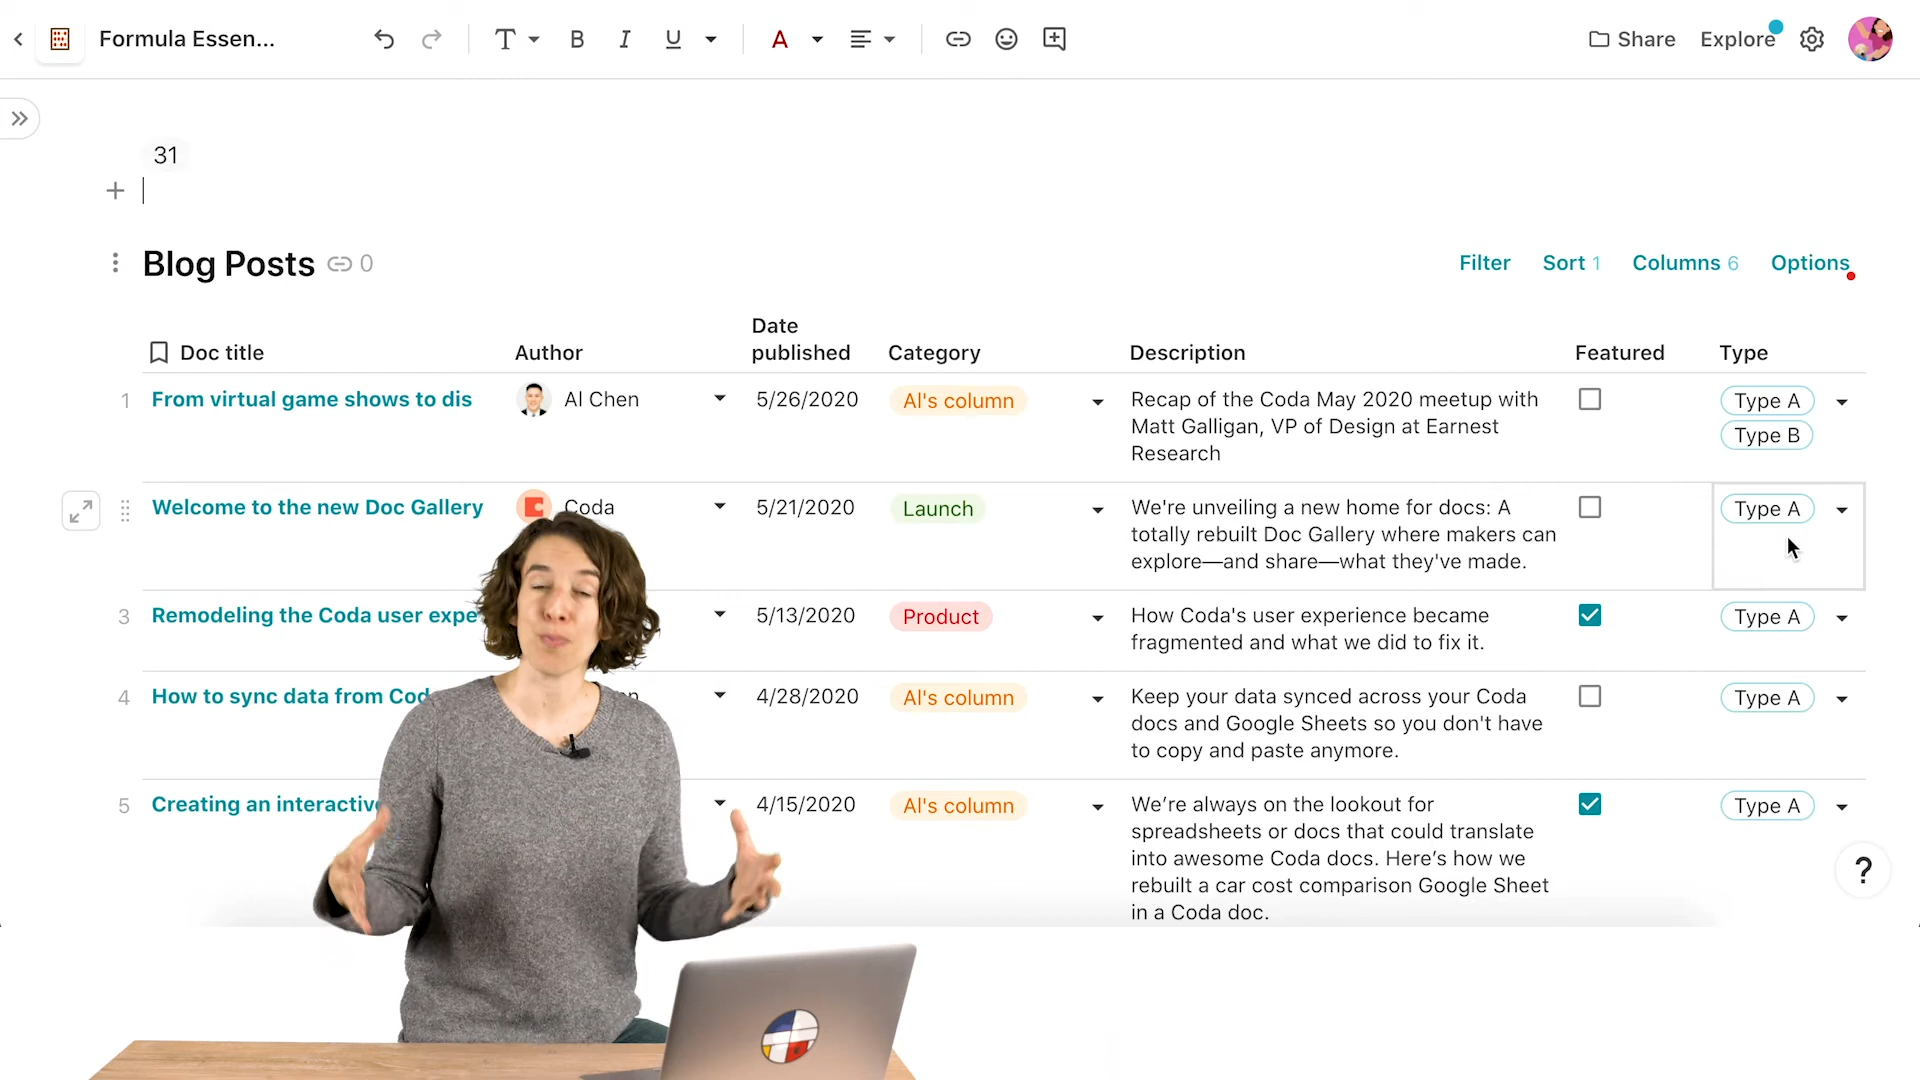 Formula Essen...
T
B
I
U
A
Share
Explore
31
Blog Posts
0
Filter
Sort 1
Columns 6
Options
Doc title
Author
Date
published
Category
Description
Featured
Type
1
From virtual game shows to dis
Al Chen
5/26/2020
Al's column
Recap of the Coda May 2020 meetup with
Matt Galligan, VP of Design at Earnest
Research
Type A
Type B
Welcome to the new Doc Gallery
Coda
5/21/2020
Launch
We're unveiling a new home for docs: A
totally rebuilt Doc Gallery where makers can
explore—and share—what they've made.
Type A
3
Remodeling the Coda user expe
5/13/2020
Product
How Coda's user experience became
fragmented and what we did to fix it.
Type A
4
How to sync data from Cod
4/28/2020
Al's column
Keep your data synced across your Coda
docs and Google Sheets so you don't have
to copy and paste anymore.
Type A
5
Creating an interactive
4/15/2020
Al's column
We’re always on the lookout for
spreadsheets or docs that could translate
into awesome Coda docs. Here’s how we
rebuilt a car cost comparison Google Sheet
in a Coda doc.
Type A
?